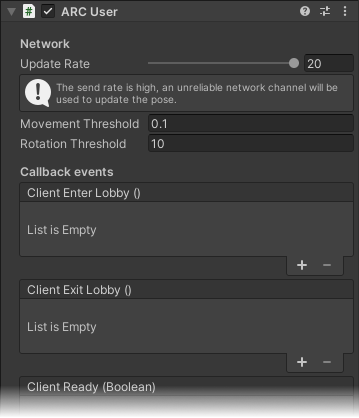 ARC User
Network
Update Rate 20
The send rate is high, an unreliable network channel will
be used to update the pose.
Movement Threshold 0.1
Rotation Threshold 10
Callback events
Client Enter Lobby ()
List is Empty
+ −
Client Exit Lobby ()
List is Empty
+ −
Client Ready (Boolean)